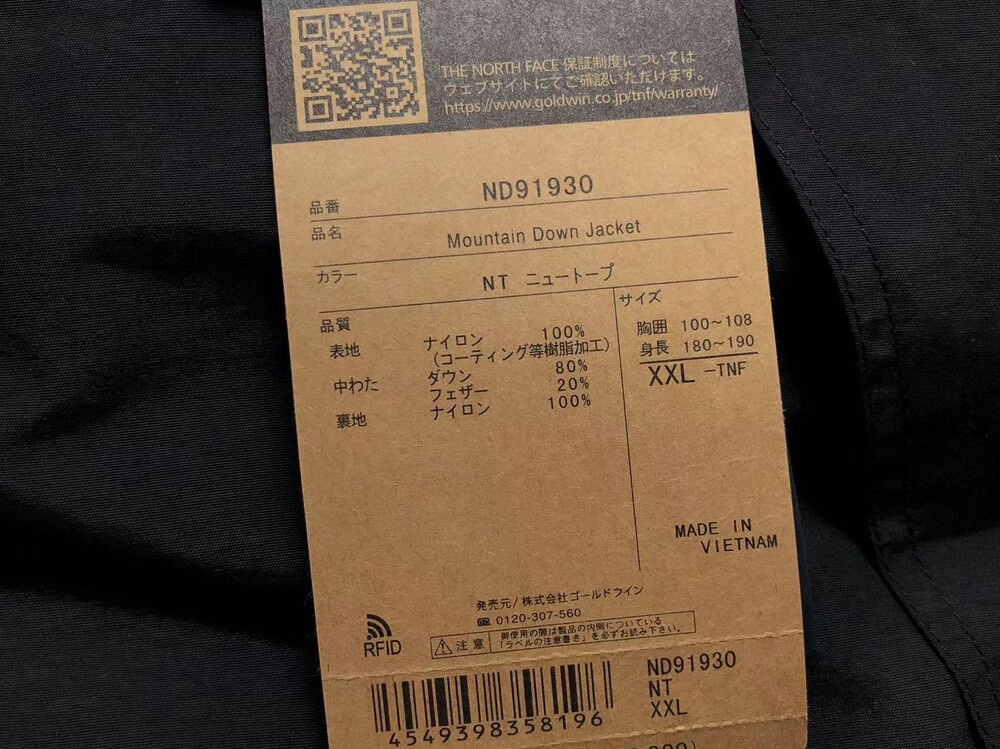 THE NORTH FACE 保証制度については
ウェブサイトにてご確認いただけます。
https://www.goldwin.co.jp/tnf/warranty/
品番 ND91930
品名 Mountain Down Jacket
カラー NT ニュートープ
品質
表地 ナイロン 100%
(コーティング等樹脂加工)
中わた ダウン 80%
フェザー 20%
裏地 ナイロン 100%
サイズ
胸囲 100~108
身長 180~190
XXL -TNF
MADE IN
VIETNAM
発売元/株式会社ゴールドウイン
0120-307-560
RFID
注意 御使用の際は製品の内側についている
「ラベルの注意書き」を必ずお読み下さい。
4549398358196
ND91930
NT
XXL